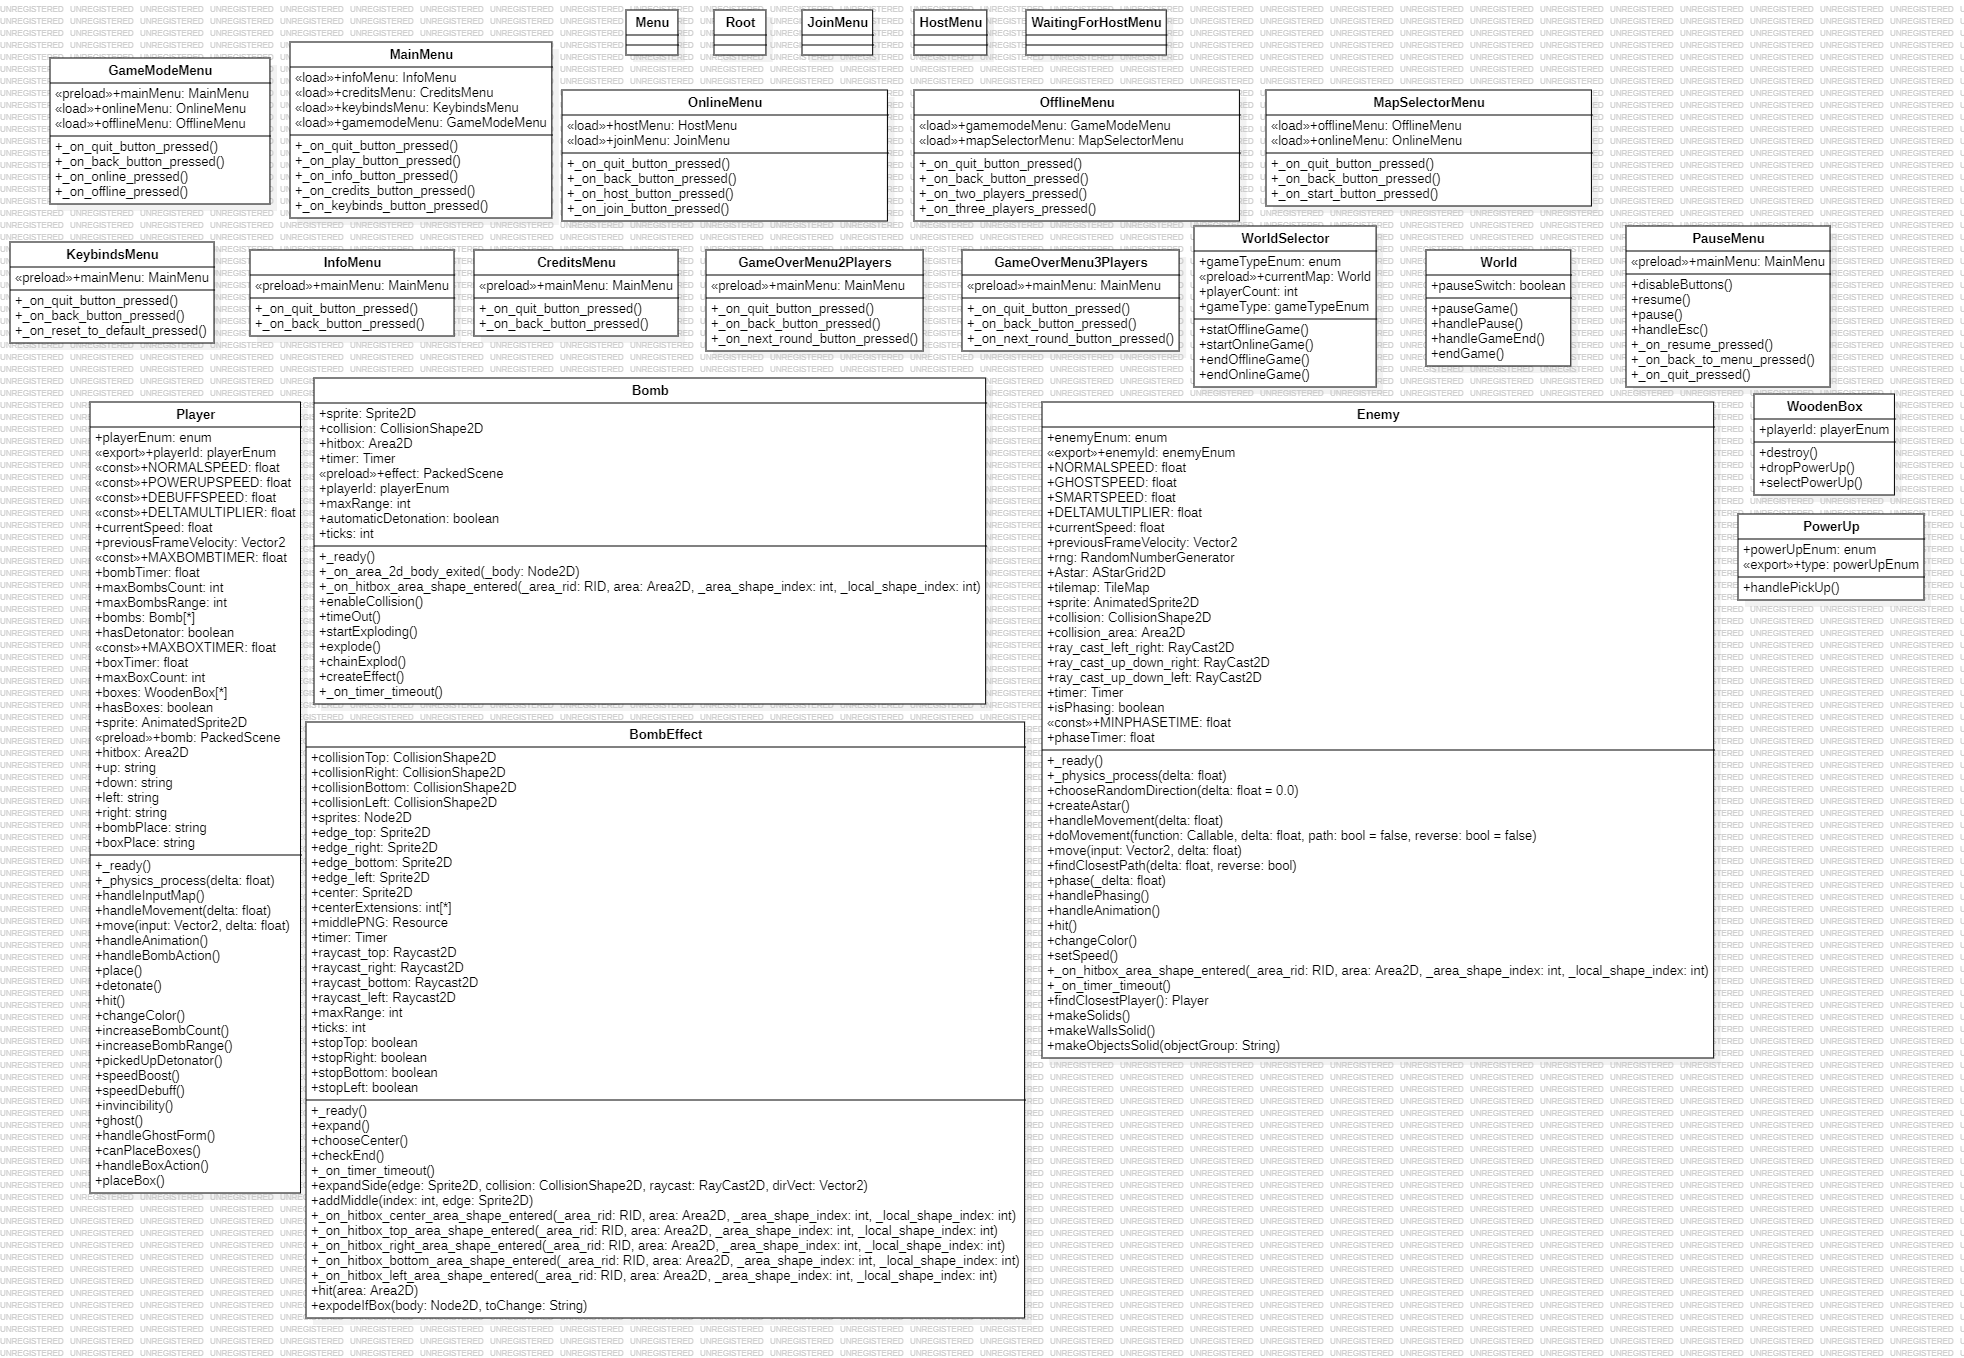 Menu
Root
JoinMenu
HostMenu
WaitingForHostMenu
GameModeMenu
«preload»+mainMenu: MainMenu
«load»+onlineMenu: OnlineMenu
«load»+offlineMenu: OfflineMenu
+_on_quit_button_pressed()
+_on_back_button_pressed()
+_on_online_pressed()
+_on_offline_pressed()
MainMenu
«load»+infoMenu: InfoMenu
«load»+creditsMenu: CreditsMenu
«load»+keybindsMenu: KeybindsMenu
«load»+gamemodeMenu: GameModeMenu
+_on_quit_button_pressed()
+_on_play_button_pressed()
+_on_info_button_pressed()
+_on_credits_button_pressed()
+_on_keybinds_button_pressed()
OnlineMenu
«load»+hostMenu: HostMenu
«load»+joinMenu: JoinMenu
+_on_quit_button_pressed()
+_on_back_button_pressed()
+_on_host_button_pressed()
+_on_join_button_pressed()
OfflineMenu
«load»+gamemodeMenu: GameModeMenu
«load»+mapSelectorMenu: MapSelectorMenu
+_on_quit_button_pressed()
+_on_back_button_pressed()
+_on_two_players_pressed()
+_on_three_players_pressed()
MapSelectorMenu
«load»+offlineMenu: OfflineMenu
«load»+onlineMenu: OnlineMenu
+_on_quit_button_pressed()
+_on_back_button_pressed()
+_on_start_button_pressed()
KeybindsMenu
«preload»+mainMenu: MainMenu
+_on_quit_button_pressed()
+_on_back_button_pressed()
+_on_reset_to_default_pressed()
InfoMenu
«preload»+mainMenu: MainMenu
+_on_quit_button_pressed()
+_on_back_button_pressed()
CreditsMenu
«preload»+mainMenu: MainMenu
+_on_quit_button_pressed()
+_on_back_button_pressed()
GameOverMenu2Players
«preload»+mainMenu: MainMenu
+_on_quit_button_pressed()
+_on_back_button_pressed()
+_on_next_round_button_pressed()
GameOverMenu3Players
«preload»+mainMenu: MainMenu
+_on_quit_button_pressed()
+_on_back_button_pressed()
+_on_next_round_button_pressed()
WorldSelector
+gameTypeEnum: enum
«preload»+currentMap: World
+playerCount: int
+gameType: gameTypeEnum
+statOfflineGame()
+startOnlineGame()
+endOfflineGame()
+endOnlineGame()
World
+pauseSwitch: boolean
+pauseGame()
+handlePause()
+handleGameEnd()
+endGame()
PauseMenu
«preload»+mainMenu: MainMenu
+disableButtons()
+resume()
+pause()
+handleEsc()
+_on_resume_pressed()
+_on_back_to_menu_pressed()
+_on_quit_pressed()
Player
+playerEnum: enum
«export»+playerId: playerEnum
«const»+NORMALSPEED: float
«const»+POWERUPSPEED: float
«const»+DEBUFFSPEED: float
«const»+DELTAMULTIPLIER: float
+currentSpeed: float
+previousFrameVelocity: Vector2
«const»+MAXBOMBTIMER: float
+bombTimer: float
+maxBombsCount: int
+maxBombsRange: int
+bombs: Bomb[*]
+hasDetonator: boolean
«const»+MAXBOXTIMER: float
+boxTimer: float
+maxBoxCount: int
+boxes: WoodenBox[*]
+hasBoxes: boolean
+sprite: AnimatedSprite2D
«preload»+bomb: PackedScene
+hitbox: Area2D
+up: string
+down: string
+left: string
+right: string
+bombPlace: string
+boxPlace: string
+_ready()
+_physics_process(delta: float)
+handleInputMap()
+handleMovement(delta: float)
+move(input: Vector2, delta: float)
+handleAnimation()
+handleBombAction()
+place()
+detonate()
+hit()
+changeColor()
+increaseBombCount()
+increaseBombRange()
+pickedUpDetonator()
+speedBoost()
+speedDebuff()
+invincibility()
+ghost()
+handleGhostForm()
+canPlaceBoxes()
+handleBoxAction()
+placeBox()
Bomb
+sprite: Sprite2D
+collision: CollisionShape2D
+hitbox: Area2D
+timer: Timer
«preload»+effect: PackedScene
+playerId: playerEnum
+maxRange: int
+automaticDetonation: boolean
+ticks: int
+_ready()
+_on_area_2d_body_exited(_body: Node2D)
+_on_hitbox_area_shape_entered(_area_rid: RID, area: Area2D, _area_shape_index: int, _local_shape_index: int)
+enableCollision()
+timeOut()
+startExploding()
+explode()
+chainExplod()
+createEffect()
+_on_timer_timeout()
BombEffect
+collisionTop: CollisionShape2D
+collisionRight: CollisionShape2D
+collisionBottom: CollisionShape2D
+collisionLeft: CollisionShape2D
+sprites: Node2D
+edge_top: Sprite2D
+edge_right: Sprite2D
+edge_bottom: Sprite2D
+edge_left: Sprite2D
+center: Sprite2D
+centerExtensions: int[*]
+middlePNG: Resource
+timer: Timer
+raycast_top: Raycast2D
+raycast_right: Raycast2D
+raycast_bottom: Raycast2D
+raycast_left: Raycast2D
+maxRange: int
+ticks: int
+stopTop: boolean
+stopRight: boolean
+stopBottom: boolean
+stopLeft: boolean
+_ready()
+expand()
+chooseCenter()
+checkEnd()
+_on_timer_timeout()
+expandSide(edge: Sprite2D, collision: CollisionShape2D, raycast: RayCast2D, dirVect: Vector2)
+addMiddle(index: int, edge: Sprite2D)
+_on_hitbox_center_area_shape_entered(_area_rid: RID, area: Area2D, _area_shape_index: int, _local_shape_index: int)
+_on_hitbox_top_area_shape_entered(_area_rid: RID, area: Area2D, _area_shape_index: int, _local_shape_index: int)
+_on_hitbox_right_area_shape_entered(_area_rid: RID, area: Area2D, _area_shape_index: int, _local_shape_index: int)
+_on_hitbox_bottom_area_shape_entered(_area_rid: RID, area: Area2D, _area_shape_index: int, _local_shape_index: int)
+_on_hitbox_left_area_shape_entered(_area_rid: RID, area: Area2D, _area_shape_index: int, _local_shape_index: int)
+hit(area: Area2D)
+expodeIfBox(body: Node2D, toChange: String)
Enemy
+enemyEnum: enum
«export»+enemyId: enemyEnum
+NORMALSPEED: float
+GHOSTSPEED: float
+SMARTSPEED: float
+DELTAMULTIPLIER: float
+currentSpeed: float
+previousFrameVelocity: Vector2
+rng: RandomNumberGenerator
+Astar: AStarGrid2D
+tilemap: TileMap
+sprite: AnimatedSprite2D
+collision: CollisionShape2D
+collision_area: Area2D
+ray_cast_left_right: RayCast2D
+ray_cast_up_down_right: RayCast2D
+ray_cast_up_down_left: RayCast2D
+timer: Timer
+isPhasing: boolean
«const»+MINPHASETIME: float
+phaseTimer: float
+_ready()
+_physics_process(delta: float)
+chooseRandomDirection(delta: float = 0.0)
+createAstar()
+handleMovement(delta: float)
+doMovement(function: Callable, delta: float, path: bool = false, reverse: bool = false)
+move(input: Vector2, delta: float)
+findClosestPath(delta: float, reverse: bool)
+phase(_delta: float)
+handlePhasing()
+handleAnimation()
+hit()
+changeColor()
+setSpeed()
+_on_hitbox_area_shape_entered(_area_rid: RID, area: Area2D, _area_shape_index: int, _local_shape_index: int)
+_on_timer_timeout()
+findClosestPlayer(): Player
+makeSolids()
+makeWallsSolid()
+makeObjectsSolid(objectGroup: String)
WoodenBox
+playerId: playerEnum
+destroy()
+dropPowerUp()
+selectPowerUp()
PowerUp
+powerUpEnum: enum
«export»+type: powerUpEnum
+handlePickUp()